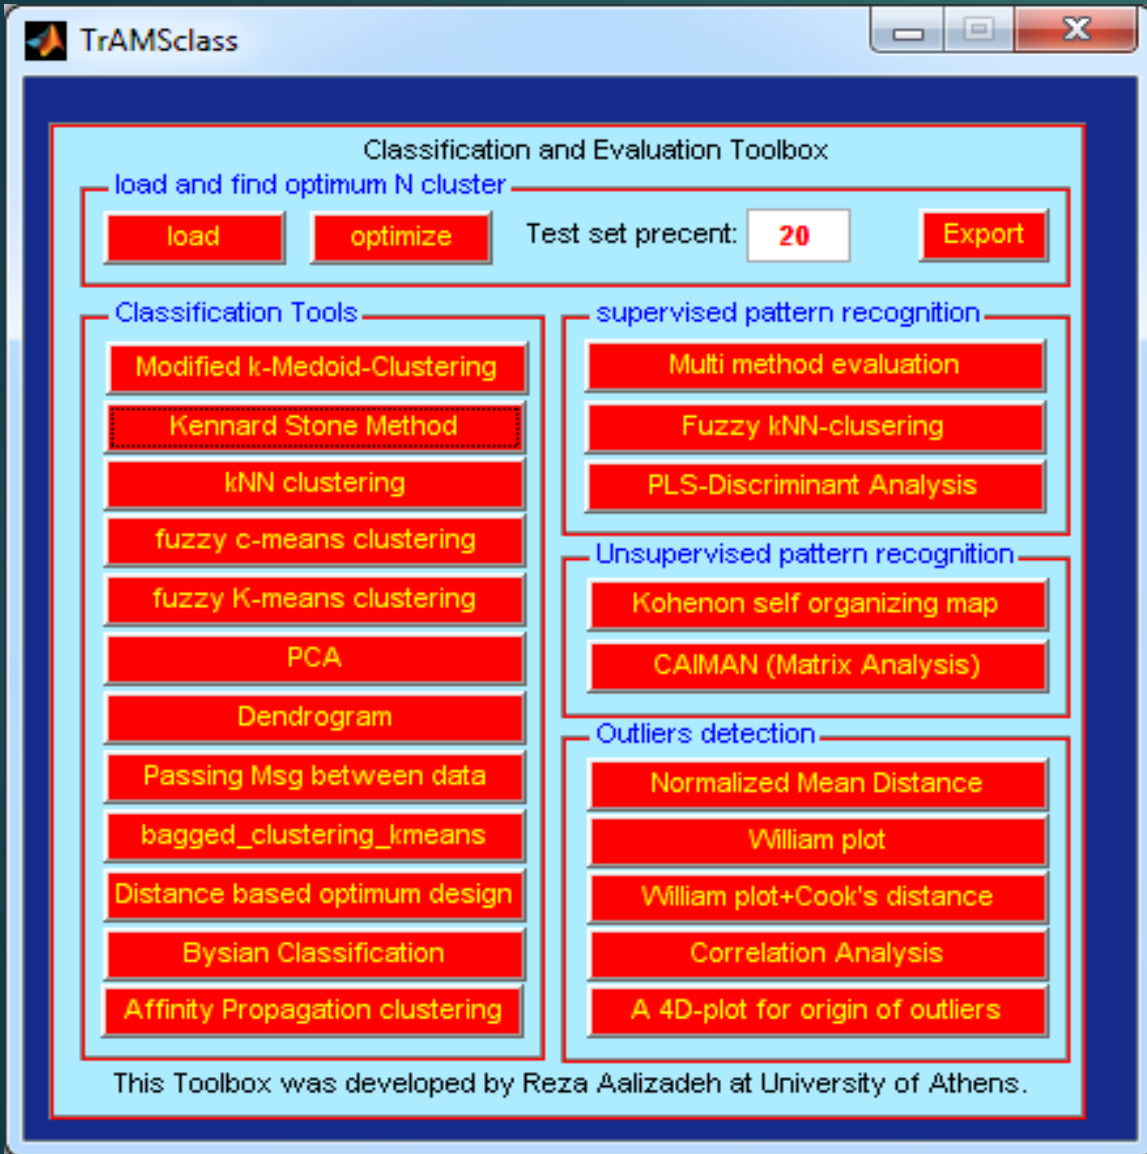 TrAMSclass
Classification and Evaluation Toolbox
load and find optimum N cluster
load
optimize
Test set precent:
20
Export
Classification Tools
Modified k-Medoid-Clustering
Kennard Stone Method
kNN clustering
fuzzy c-means clustering
fuzzy K-means clustering
PCA
Dendrogram
Passing Msg between data
bagged_clustering_kmeans
Distance based optimum design
Bysian Classification
Affinity Propagation clustering
supervised pattern recognition
Multi method evaluation
Fuzzy kNN-clusering
PLS-Discriminant Analysis
Unsupervised pattern recognition
Kohenon self organizing map
CAIMAN (Matrix Analysis)
Outliers detection
Normalized Mean Distance
William plot
William plot+Cook's distance
Correlation Analysis
A 4D-plot for origin of outliers
This Toolbox was developed by Reza Aalizadeh at University of Athens.